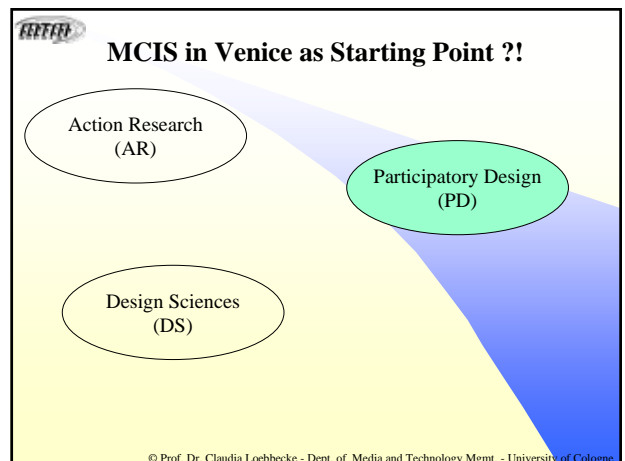 MCIS in Venice as Starting Point ?!
Action Research
(AR)
Participatory Design
(PD)
Design Sciences
(DS)
© Prof. Dr. Claudia Loebbecke - Dept. of Media and Technology Mgmt. - University of Cologne